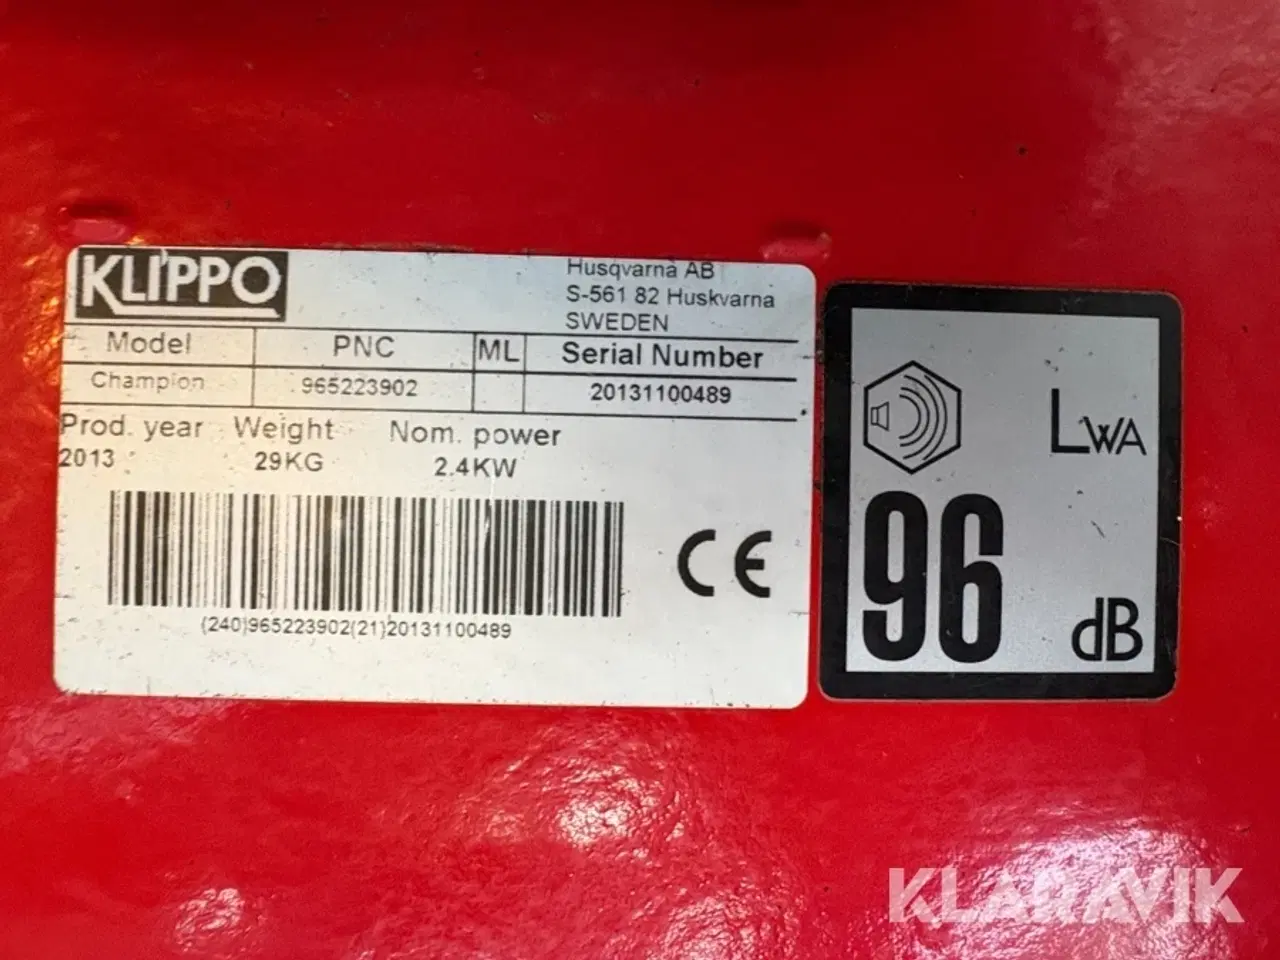 KLIPPO
Husqvarna AB
S-561 82 Huskvarna
SWEDEN
Model PNC ML Serial Number
Champion 965223902 20131100489
Prod. year Weight Nom. power
2013 29KG 2.4KW
CE
(240)965223902(21)20131100489
LWA
96 dB
KLARAVIK